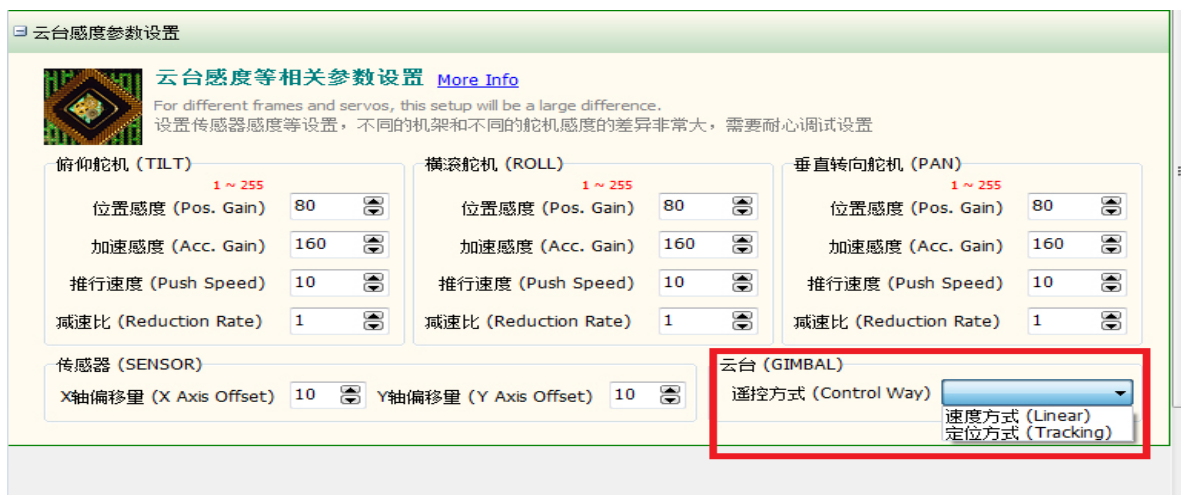 云台感度参数设置
云台感度等相关参数设置 More Info
For different frames and servos, this setup will be a large difference.
设置传感器感度等设置，不同的机架和不同的舵机感度的差异非常大，需要耐心调试设置
俯仰舵机 (TILT)
1 ~ 255
位置感度 (Pos. Gain) 80
加速感度 (Acc. Gain) 160
推行速度 (Push Speed) 10
减速比 (Reduction Rate) 1
横滚舵机 (ROLL)
1 ~ 255
位置感度 (Pos. Gain) 80
加速感度 (Acc. Gain) 160
推行速度 (Push Speed) 10
减速比 (Reduction Rate) 1
垂直转向舵机 (PAN)
1 ~ 255
位置感度 (Pos. Gain) 80
加速感度 (Acc. Gain) 160
推行速度 (Push Speed) 10
减速比 (Reduction Rate) 1
传感器 (SENSOR)
X轴偏移量 (X Axis Offset) 10 Y轴偏移量 (Y Axis Offset) 10
云台 (GIMBAL)
遥控方式 (Control Way)
速度方式 (Linear)
定位方式 (Tracking)